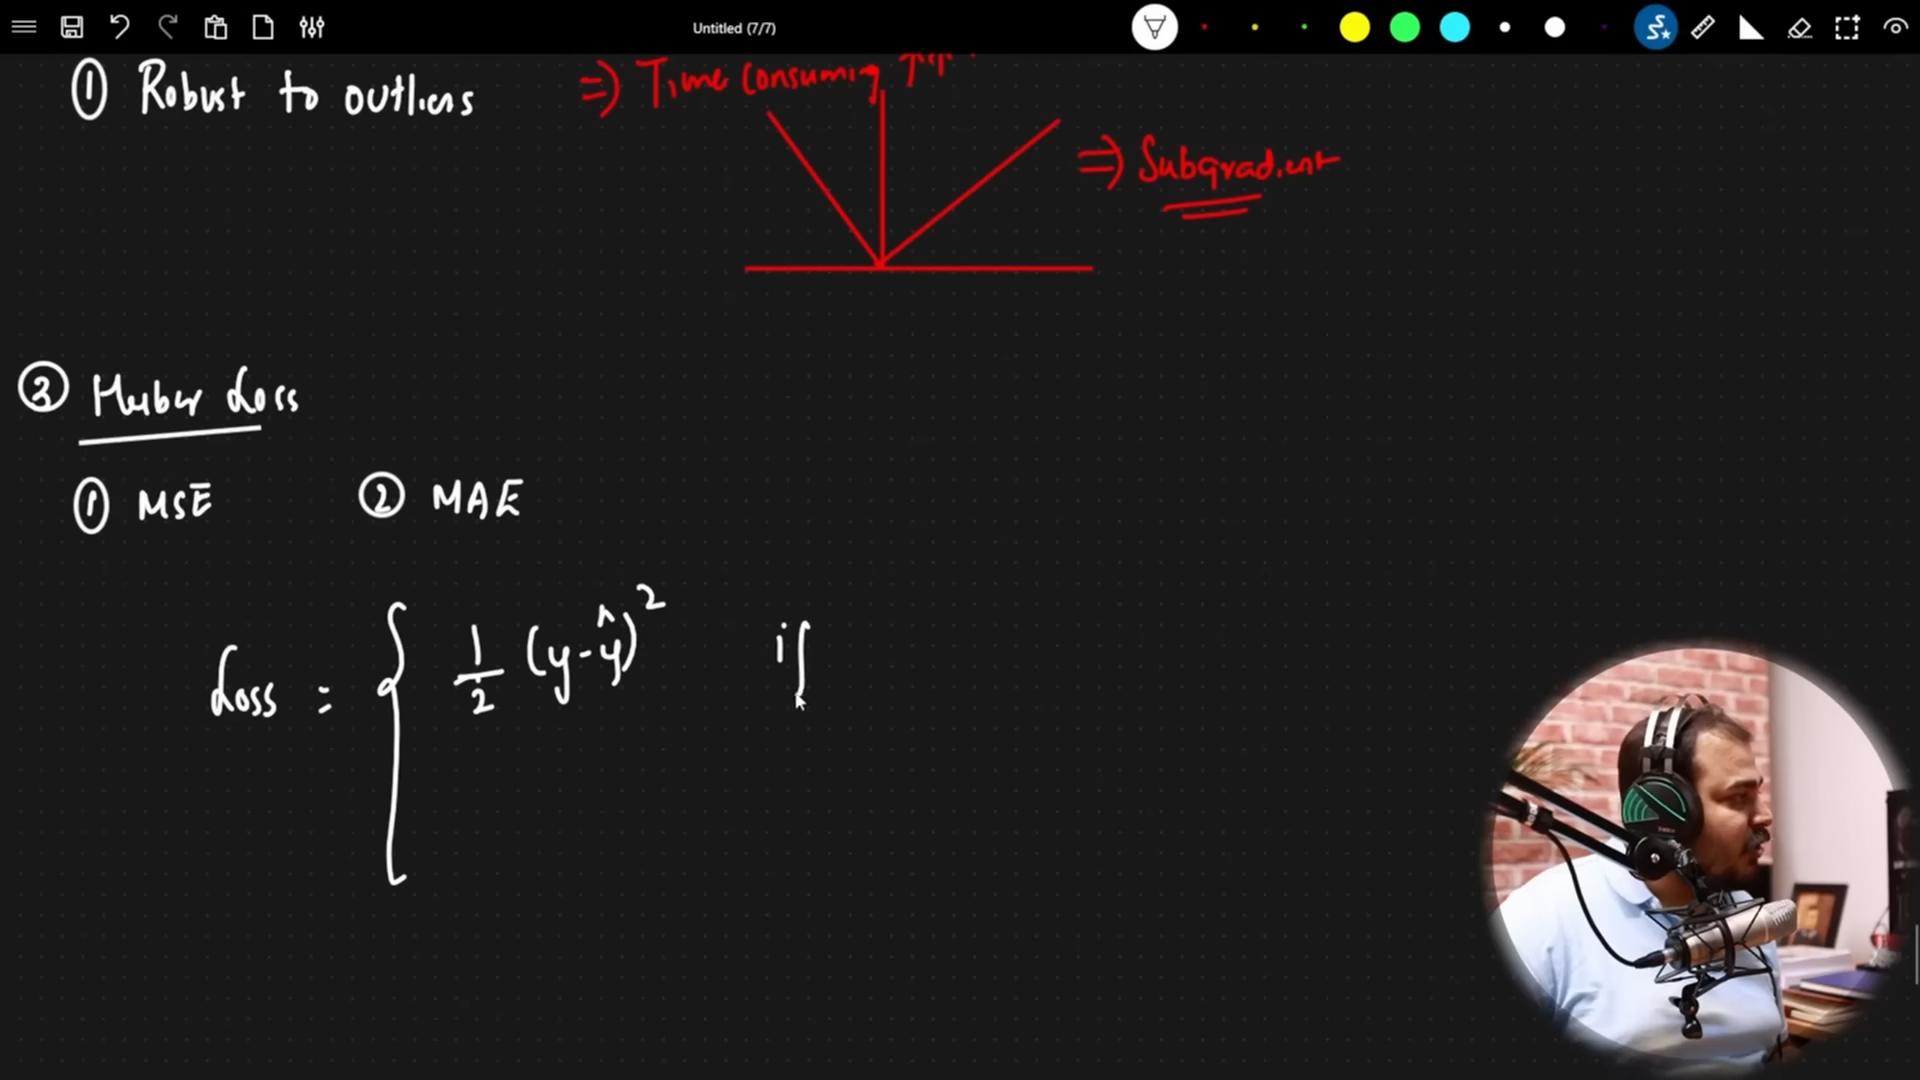 Untitled (7/7)
① Robust to outliers
⇒ Time Consuming ↑↑
⇒ Subgradient
③ Huber Loss
① MSE ② MAE
Loss = { 1/2 (y-ŷ)² if